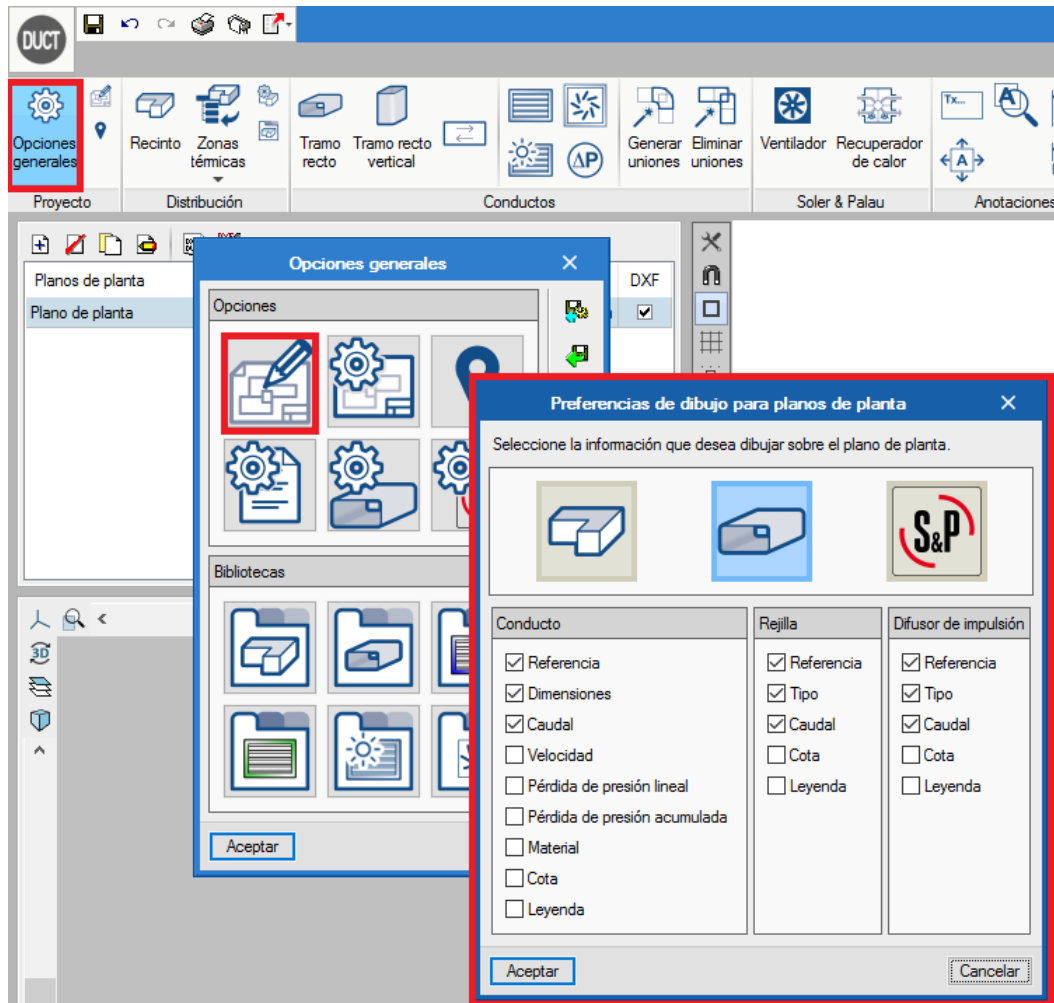 DUCT
Opciones
generales
Recinto
Zonas
térmicas
Tramo
recto
Tramo recto
vertical
ΔP
Generar
uniones
Eliminar
uniones
Ventilador
Recuperador
de calor
Tx...
A
A
Proyecto
Distribución
Conductos
Soler & Palau
Anotaciones
Planos de planta
DXF
Plano de planta
Opciones generales
Opciones
Bibliotecas
Aceptar
3D
Preferencias de dibujo para planos de planta
Seleccione la información que desea dibujar sobre el plano de planta.
S&P
Conducto
Referencia
Dimensiones
Caudal
Velocidad
Pérdida de presión lineal
Pérdida de presión acumulada
Material
Cota
Leyenda
Rejilla
Referencia
Tipo
Caudal
Cota
Leyenda
Difusor de impulsión
Referencia
Tipo
Caudal
Cota
Leyenda
Aceptar
Cancelar